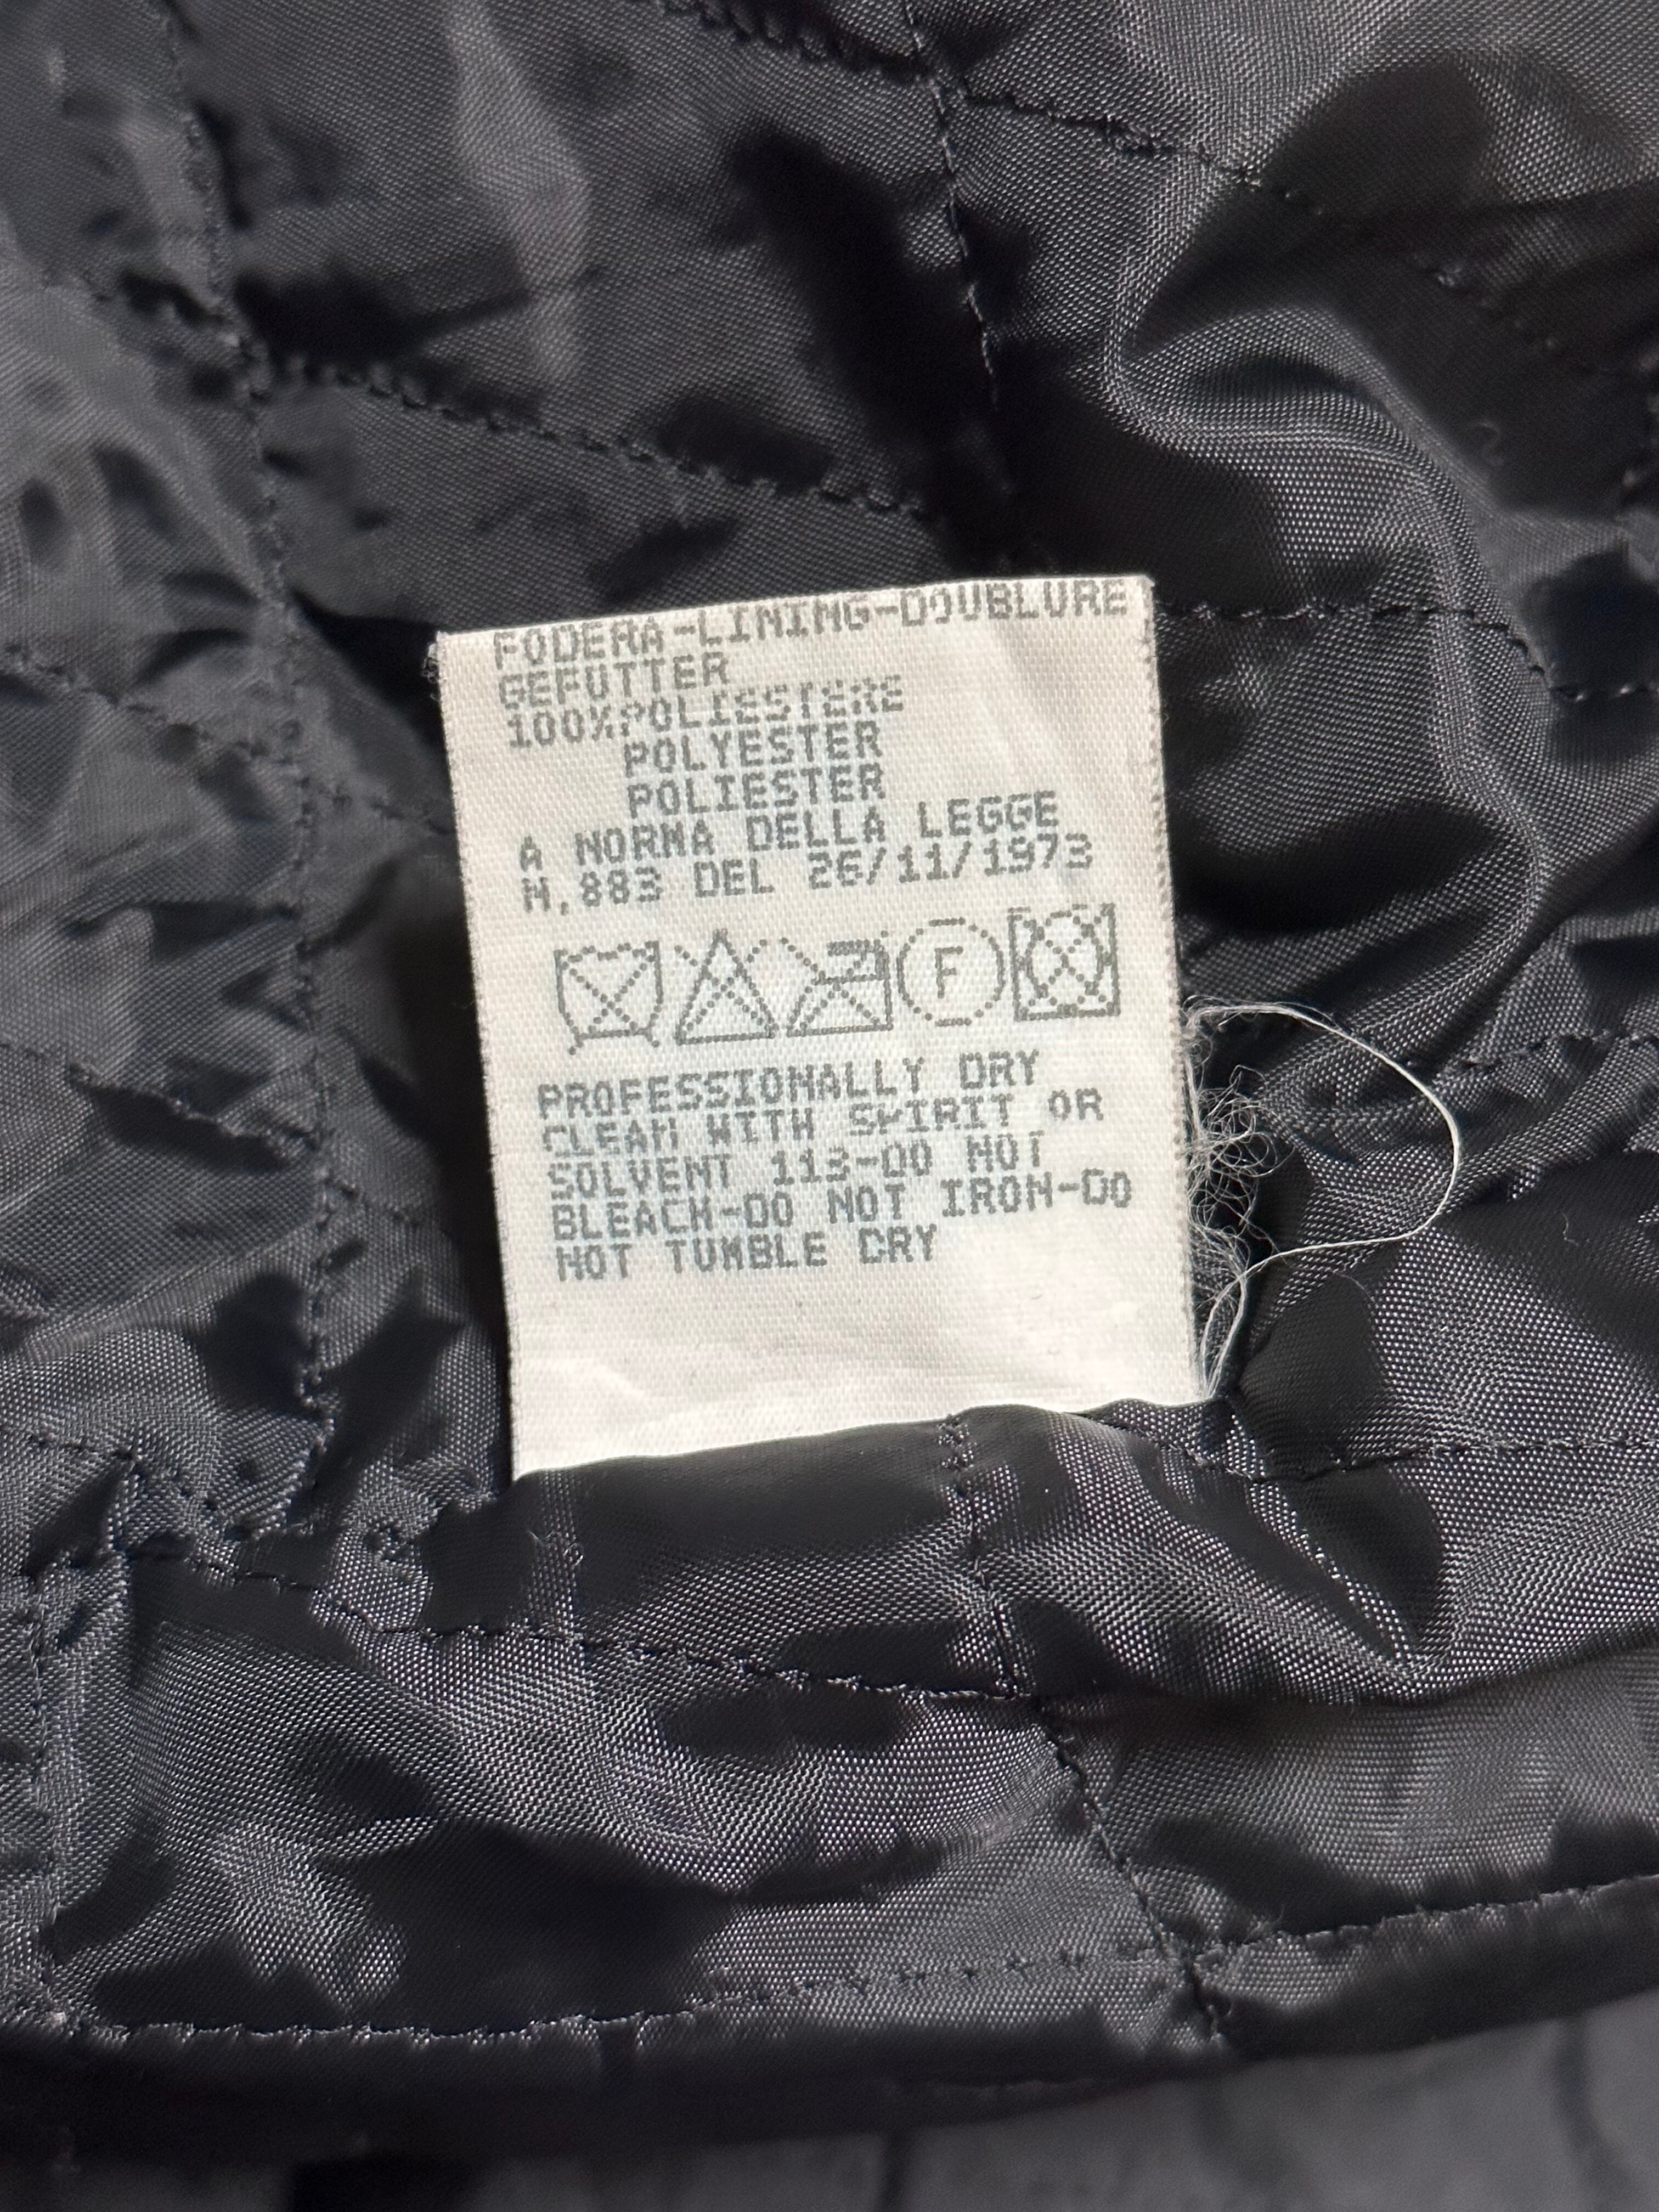 FODERA-LINING-DOUBLURE
GEFUTTER
100%POLIESTERE
POLYESTER
POLIESTER
A NORMA DELLA LEGGE
N.883 DEL 26/11/1973
F
PROFESSIONALLY DRY
CLEAN WITH SPIRIT OR
SOLVENT 113-DO NOT
BLEACH-DO NOT IRON-DO
NOT TUMBLE DRY